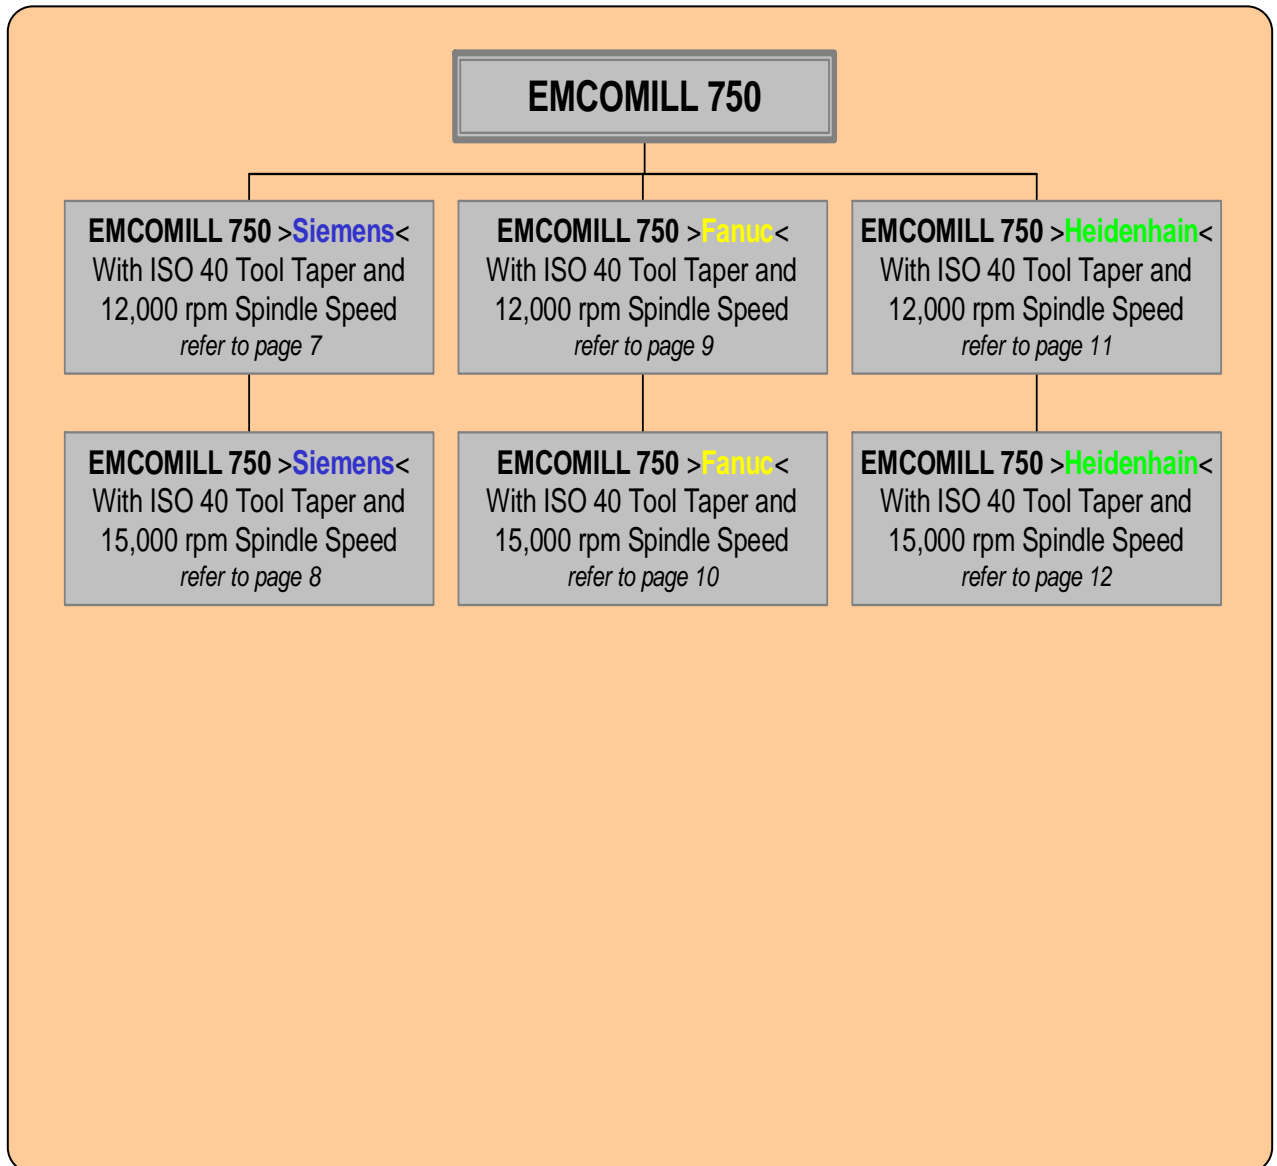 EMCOMILL 750
EMCOMILL 750 >Siemens<
With ISO 40 Tool Taper and
12,000 rpm Spindle Speed
refer to page 7
EMCOMILL 750 >Fanuc<
With ISO 40 Tool Taper and
12,000 rpm Spindle Speed
refer to page 9
EMCOMILL 750 >Heidenhain<
With ISO 40 Tool Taper and
12,000 rpm Spindle Speed
refer to page 11
EMCOMILL 750 >Siemens<
With ISO 40 Tool Taper and
15,000 rpm Spindle Speed
refer to page 8
EMCOMILL 750 >Fanuc<
With ISO 40 Tool Taper and
15,000 rpm Spindle Speed
refer to page 10
EMCOMILL 750 >Heidenhain<
With ISO 40 Tool Taper and
15,000 rpm Spindle Speed
refer to page 12